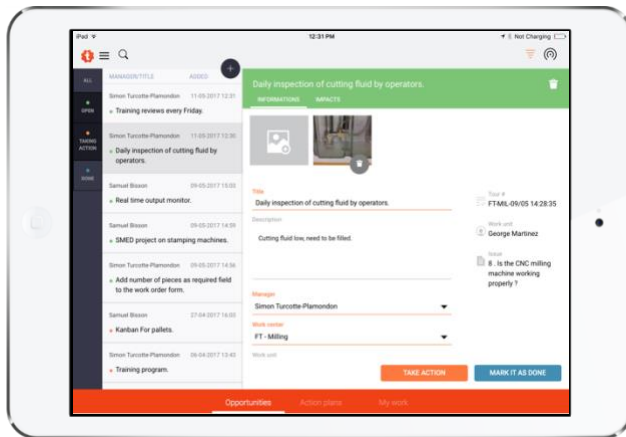 iPad
12:31 PM
Not Charging
ALL
OPEN
TAKING
ACTION
DONE
MANAGER/TITLE ADDED
Simon Turcotte-Plamondon 11-05-2017 12:31
Training reviews every Friday.
Simon Turcotte-Plamondon 11-05-2017 12:30
Daily inspection of cutting fluid by
operators.
Samuel Bisson 09-05-2017 15:03
Real time output monitor.
Samuel Bisson 09-05-2017 14:59
SMED project on stamping machines.
Simon Turcotte-Plamondon 09-05-2017 14:56
Add number of pieces as required field
to the work order form.
Samuel Bisson 27-04-2017 16:03
Kanban For pallets.
Simon Turcotte-Plamondon 06-04-2017 13:43
Training program.
Daily inspection of cutting fluid by operators.
INFORMATIONS IMPACTS
Title
Daily inspection of cutting fluid by operators.
Description
Cutting fluid low, need to be filled.
Manager
Simon Turcotte-Plamondon
Work center
FT - Milling
Work unit
Tour #
FT-MIL-09/05 14:28:35
Work unit
George Martinez
Issue
8 . Is the CNC milling
machine working
properly ?
TAKE ACTION MARK IT AS DONE
Opportunities Action plans My work